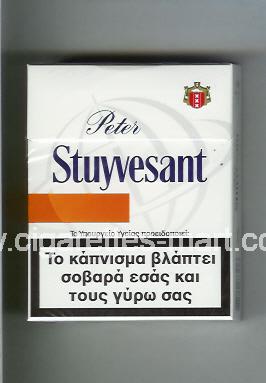 Peter
Stuyvesant
Το Υπουργείο Υγείας προειδοποιεί:
www.cigarettes-mart.com
Το κάπνισμα βλάπτει
σοβαρά εσάς και
τους γύρω σας